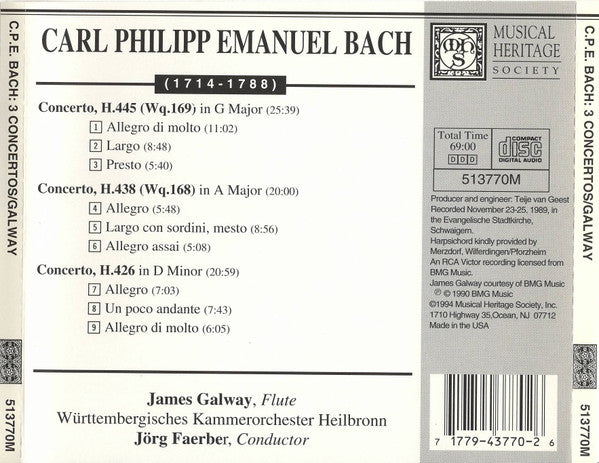 C.P.E. BACH: 3 CONCERTOS/GALWAY
513770M
CARL PHILIPP EMANUEL BACH
(1714-1788)
Concerto, H.445 (Wq.169) in G Major (25:39)
1 Allegro di molto (11:02)
2 Largo (8:48)
3 Presto (5:40)
Concerto, H.438 (Wq.168) in A Major (20:00)
4 Allegro (5:48)
5 Largo con sordini, mesto (8:56)
6 Allegro assai (5:08)
Concerto, H.426 in D Minor (20:59)
7 Allegro (7:03)
8 Un poco andante (7:43)
9 Allegro di molto (6:05)
James Galway, Flute
Württembergisches Kammerorchester Heilbronn
Jörg Faerber, Conductor
MHS
MUSICAL
HERITAGE
SOCIETY
Total Time
69:00
DDD
COMPACT
disc
DIGITAL AUDIO
513770M
Producer and engineer: Teije van Geest
Recorded November 23-25, 1989, in
the Evangelische Stadtkirche,
Schwaigern.
Harpsichord kindly provided by
Merzdorf, Wilferdingen/Pforzheim
An RCA Victor recording licensed from
BMG Music.
James Galway courtesy of BMG Music
℗ © 1990 BMG Music
©1994 Musical Heritage Society, Inc.
1710 Highway 35,Ocean, NJ 07712
Made in the USA
7 17794-43770-2 6
C.P.E. BACH: 3 CONCERTOS/GALWAY
513770M